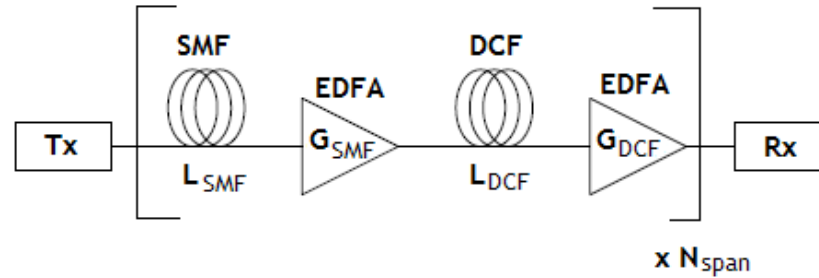 SMF
DCF
EDFA
EDFA
Tx
G_SMF
G_DCF
Rx
L_SMF
L_DCF
x N_span